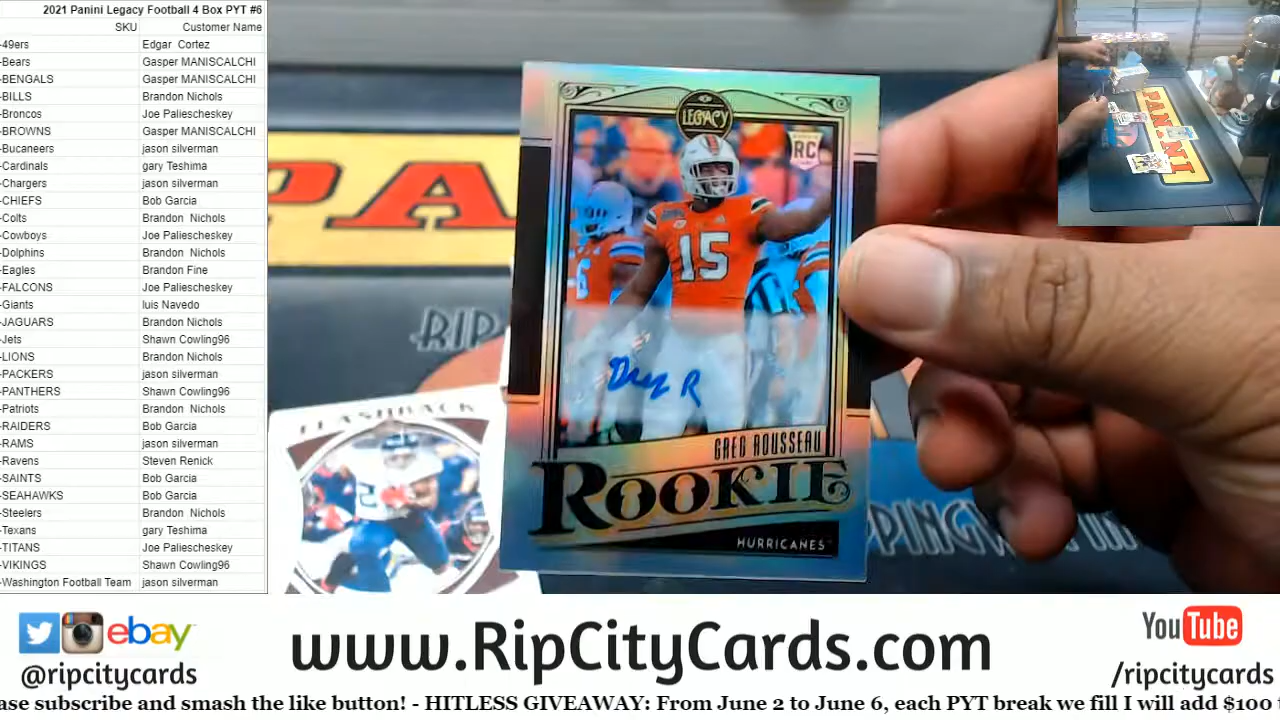 2021 Panini Legacy Football 4 Box PYT #6
SKU Customer Name
-49ers Edgar Cortez
-Bears Gasper MANISCALCHI
-BENGALS Gasper MANISCALCHI
-BILLS Brandon Nichols
-Broncos Joe Paliescheskey
-BROWNS Gasper MANISCALCHI
-Bucaneers jason silverman
-Cardinals gary Teshima
-Chargers jason silverman
-CHIEFS Bob Garcia
-Colts Brandon Nichols
-Cowboys Joe Paliescheskey
-Dolphins Brandon Nichols
-Eagles Brandon Fine
-FALCONS Joe Paliescheskey
-Giants luis Navedo
-JAGUARS Brandon Nichols
-Jets Shawn Cowling96
-LIONS Brandon Nichols
-PACKERS jason silverman
-PANTHERS Shawn Cowling96
-Patriots Brandon Nichols
-RAIDERS Bob Garcia
-RAMS jason silverman
-Ravens Steven Renick
-SAINTS Bob Garcia
-SEAHAWKS Bob Garcia
-Steelers Brandon Nichols
-Texans gary Teshima
-TITANS Joe Paliescheskey
-VIKINGS Shawn Cowling96
-Washington Football Team jason silverman
PANINI
PA
RIP
FLASHBACK
LEGACY
RC
15
GREG ROUSSEAU
ROOKIE
HURRICANES
ebay
@ripcitycards
www.RipCityCards.com
YouTube
/ripcitycards
ase subscribe and smash the like button! - HITLESS GIVEAWAY: From June 2 to June 6, each PYT break we fill I will add $100 t